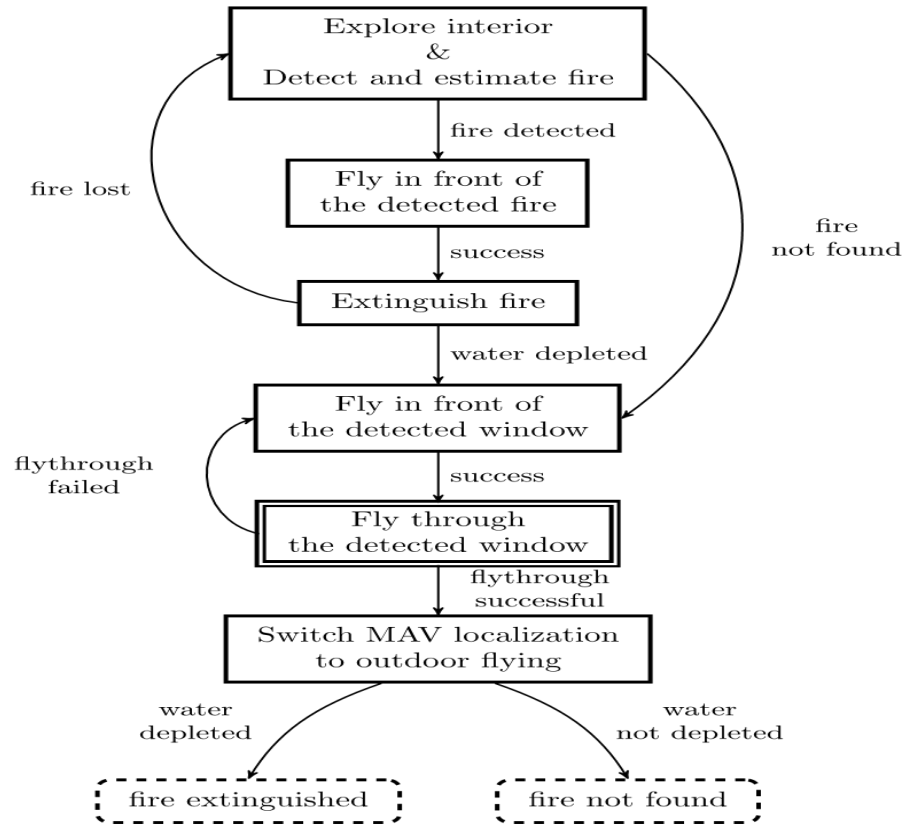 Explore interior
&
Detect and estimate fire
fire detected
Fly in front of
the detected fire
fire lost
fire
not found
success
Extinguish fire
water depleted
Fly in front of
the detected window
flythrough
failed
success
Fly through
the detected window
flythrough
successful
Switch MAV localization
to outdoor flying
water
depleted
water
not depleted
fire extinguished
fire not found